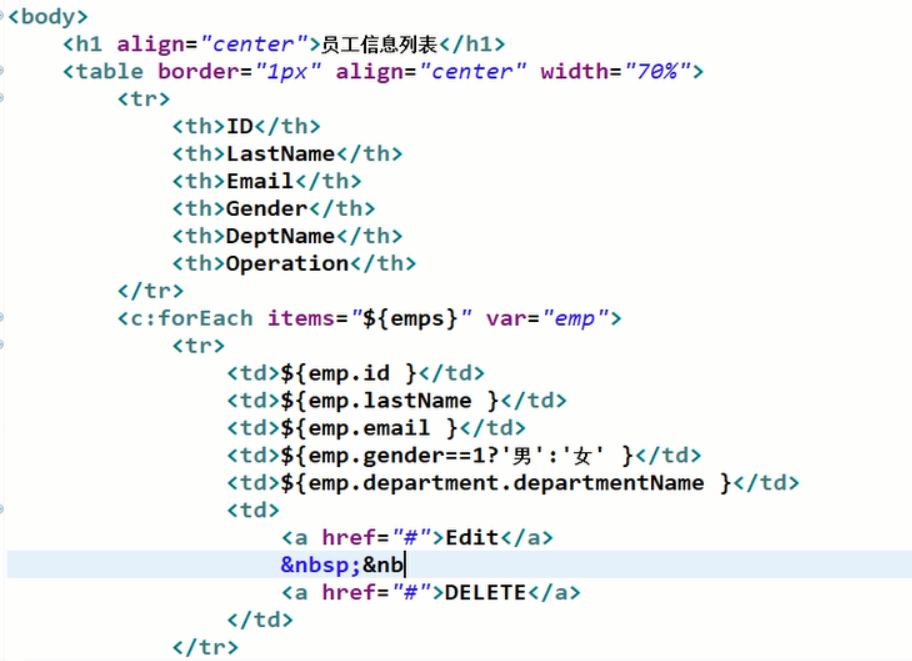 <body>
<h1 align="center">员工信息列表</h1>
<table border="1px" align="center" width="70%">
<tr>
<th>ID</th>
<th>LastName</th>
<th>Email</th>
<th>Gender</th>
<th>DeptName</th>
<th>Operation</th>
</tr>
<c:forEach items="${emps}" var="emp">
<tr>
<td>${emp.id }</td>
<td>${emp.lastName }</td>
<td>${emp.email }</td>
<td>${emp.gender==1?'男':'女' }</td>
<td>${emp.department.departmentName }</td>
<td>
<a href="#">Edit</a>
&nbsp;&nb
<a href="#">DELETE</a>
</td>
</tr>